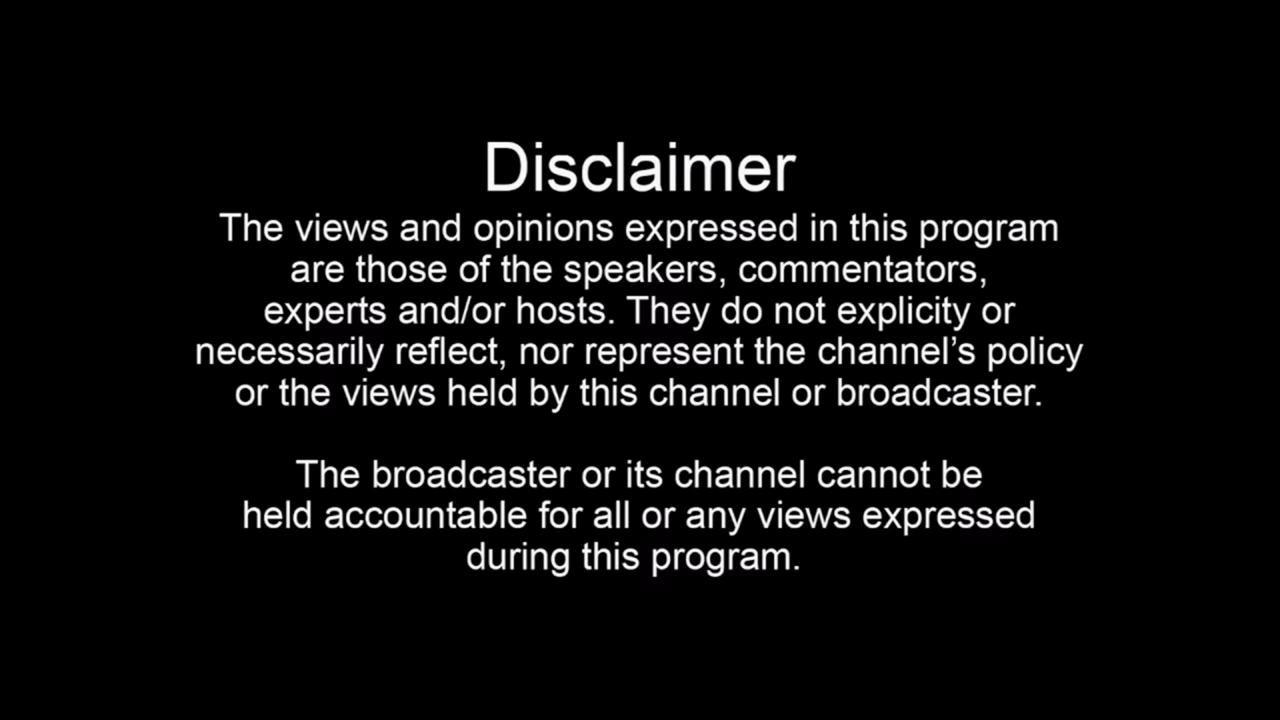 Disclaimer
The views and opinions expressed in this program
are those of the speakers, commentators,
experts and/or hosts. They do not explicity or
necessarily reflect, nor represent the channel’s policy
or the views held by this channel or broadcaster.
The broadcaster or its channel cannot be
held accountable for all or any views expressed
during this program.